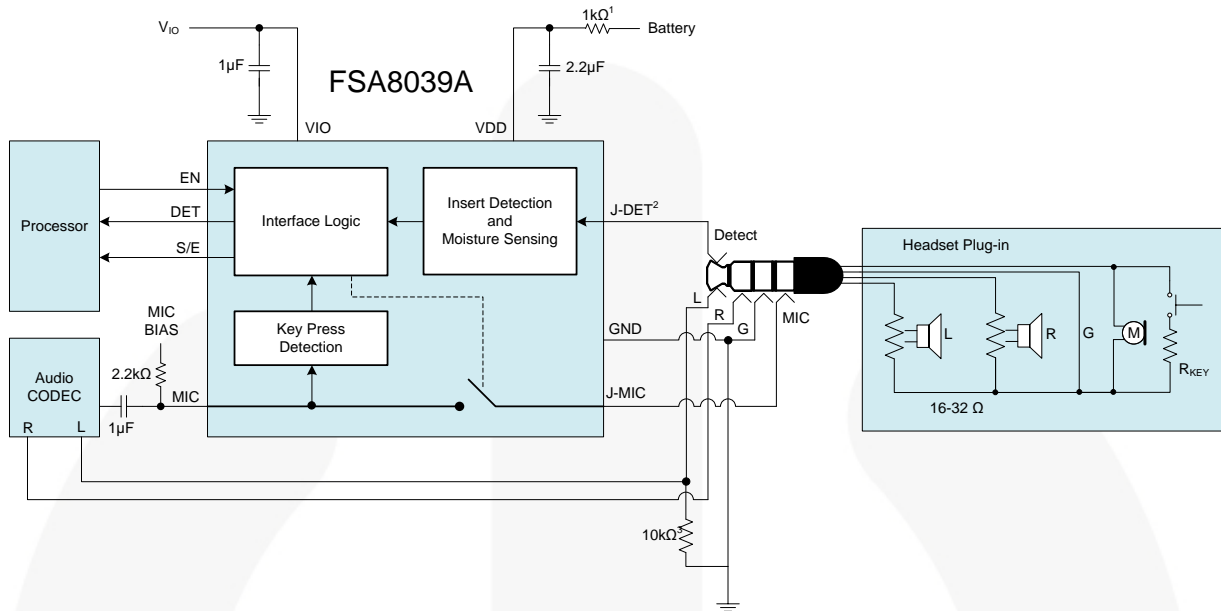 V_IO
1kΩ¹
Battery
1µF
2.2µF
FSA8039A
VIO
VDD
Processor
EN
DET
S/E
Interface Logic
Insert Detection
and
Moisture Sensing
J-DET²
Detect
Headset Plug-in
L
R
G
MIC
L
R
G
M
R_KEY
16-32 Ω
MIC
BIAS
2.2kΩ
Key Press
Detection
GND
Audio
CODEC
MIC
1µF
J-MIC
R
L
10kΩ³